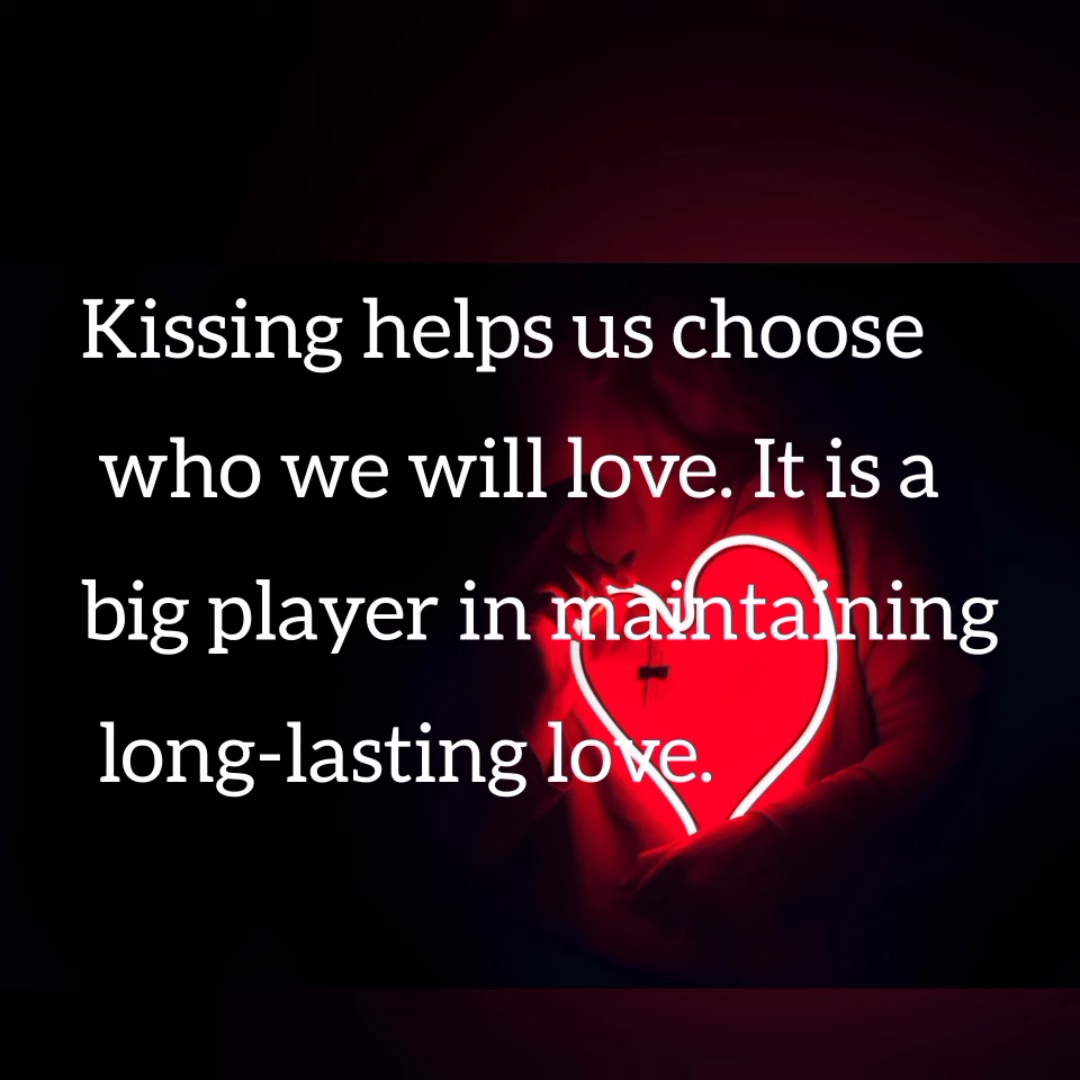 Kissing helps us choose
who we will love. It is a
big player in maintaining
long-lasting love.